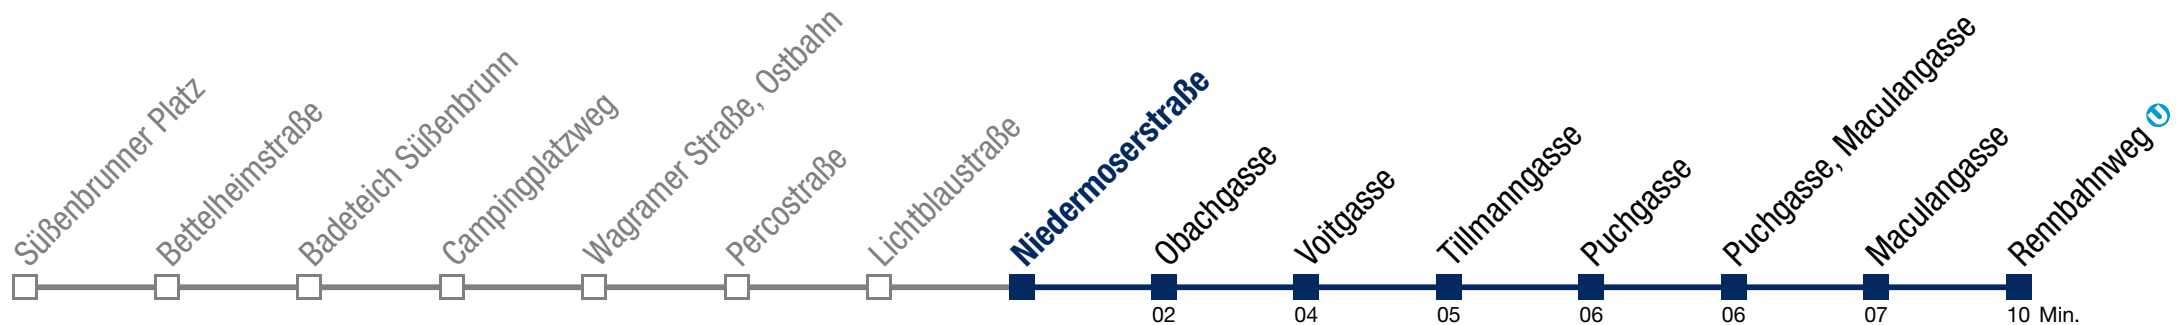 Süßenbrunner Platz
Bettelheimstraße
Badeteich Süßenbrunn
Campingplatzweg
Wagramer Straße, Ostbahn
Percostraße
Lichtblaustraße
Niedermoserstraße
Obachgasse
Voitgasse
Tillmanngasse
Puchgasse
Puchgasse, Maculangasse
Maculangasse
Rennbahnweg U
02 04 05 06 06 07 10 Min.